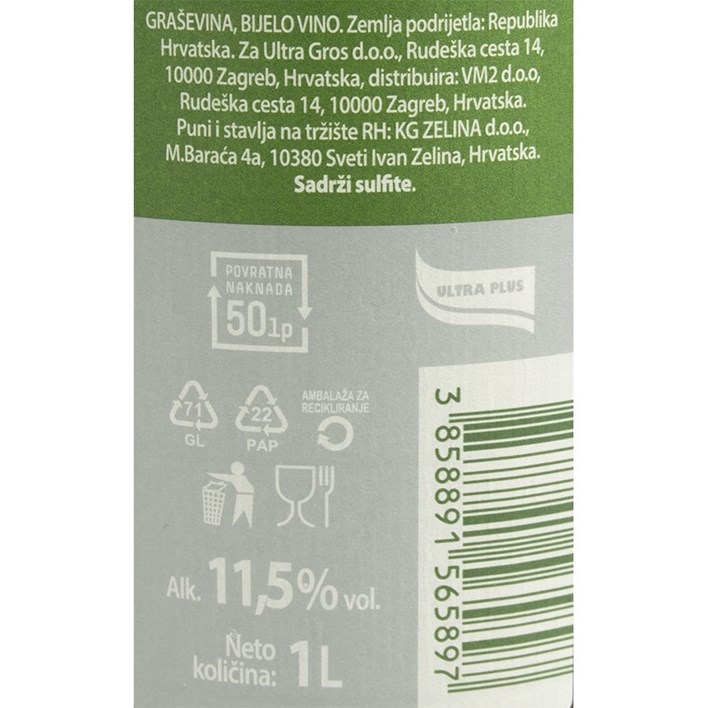 GRAŠEVINA, BIJELO VINO. Zemlja podrijetla: Republika
Hrvatska. Za Ultra Gros d.o.o., Rudeška cesta 14,
10000 Zagreb, Hrvatska, distribuira: VM2 d.o.o,
Rudeška cesta 14, 10000 Zagreb, Hrvatska.
Puni i stavlja na tržište RH: KG ZELINA d.o.o.,
M.Baraća 4a, 10380 Sveti Ivan Zelina, Hrvatska.
Sadrži sulfite.
POVRATNA
NAKNADA
50lp
ULTRA PLUS
71
GL
22
PAP
AMBALAŽA ZA
RECIKLIRANJE
Alk. 11,5% vol.
Neto
količina: 1L
3 858891 565897